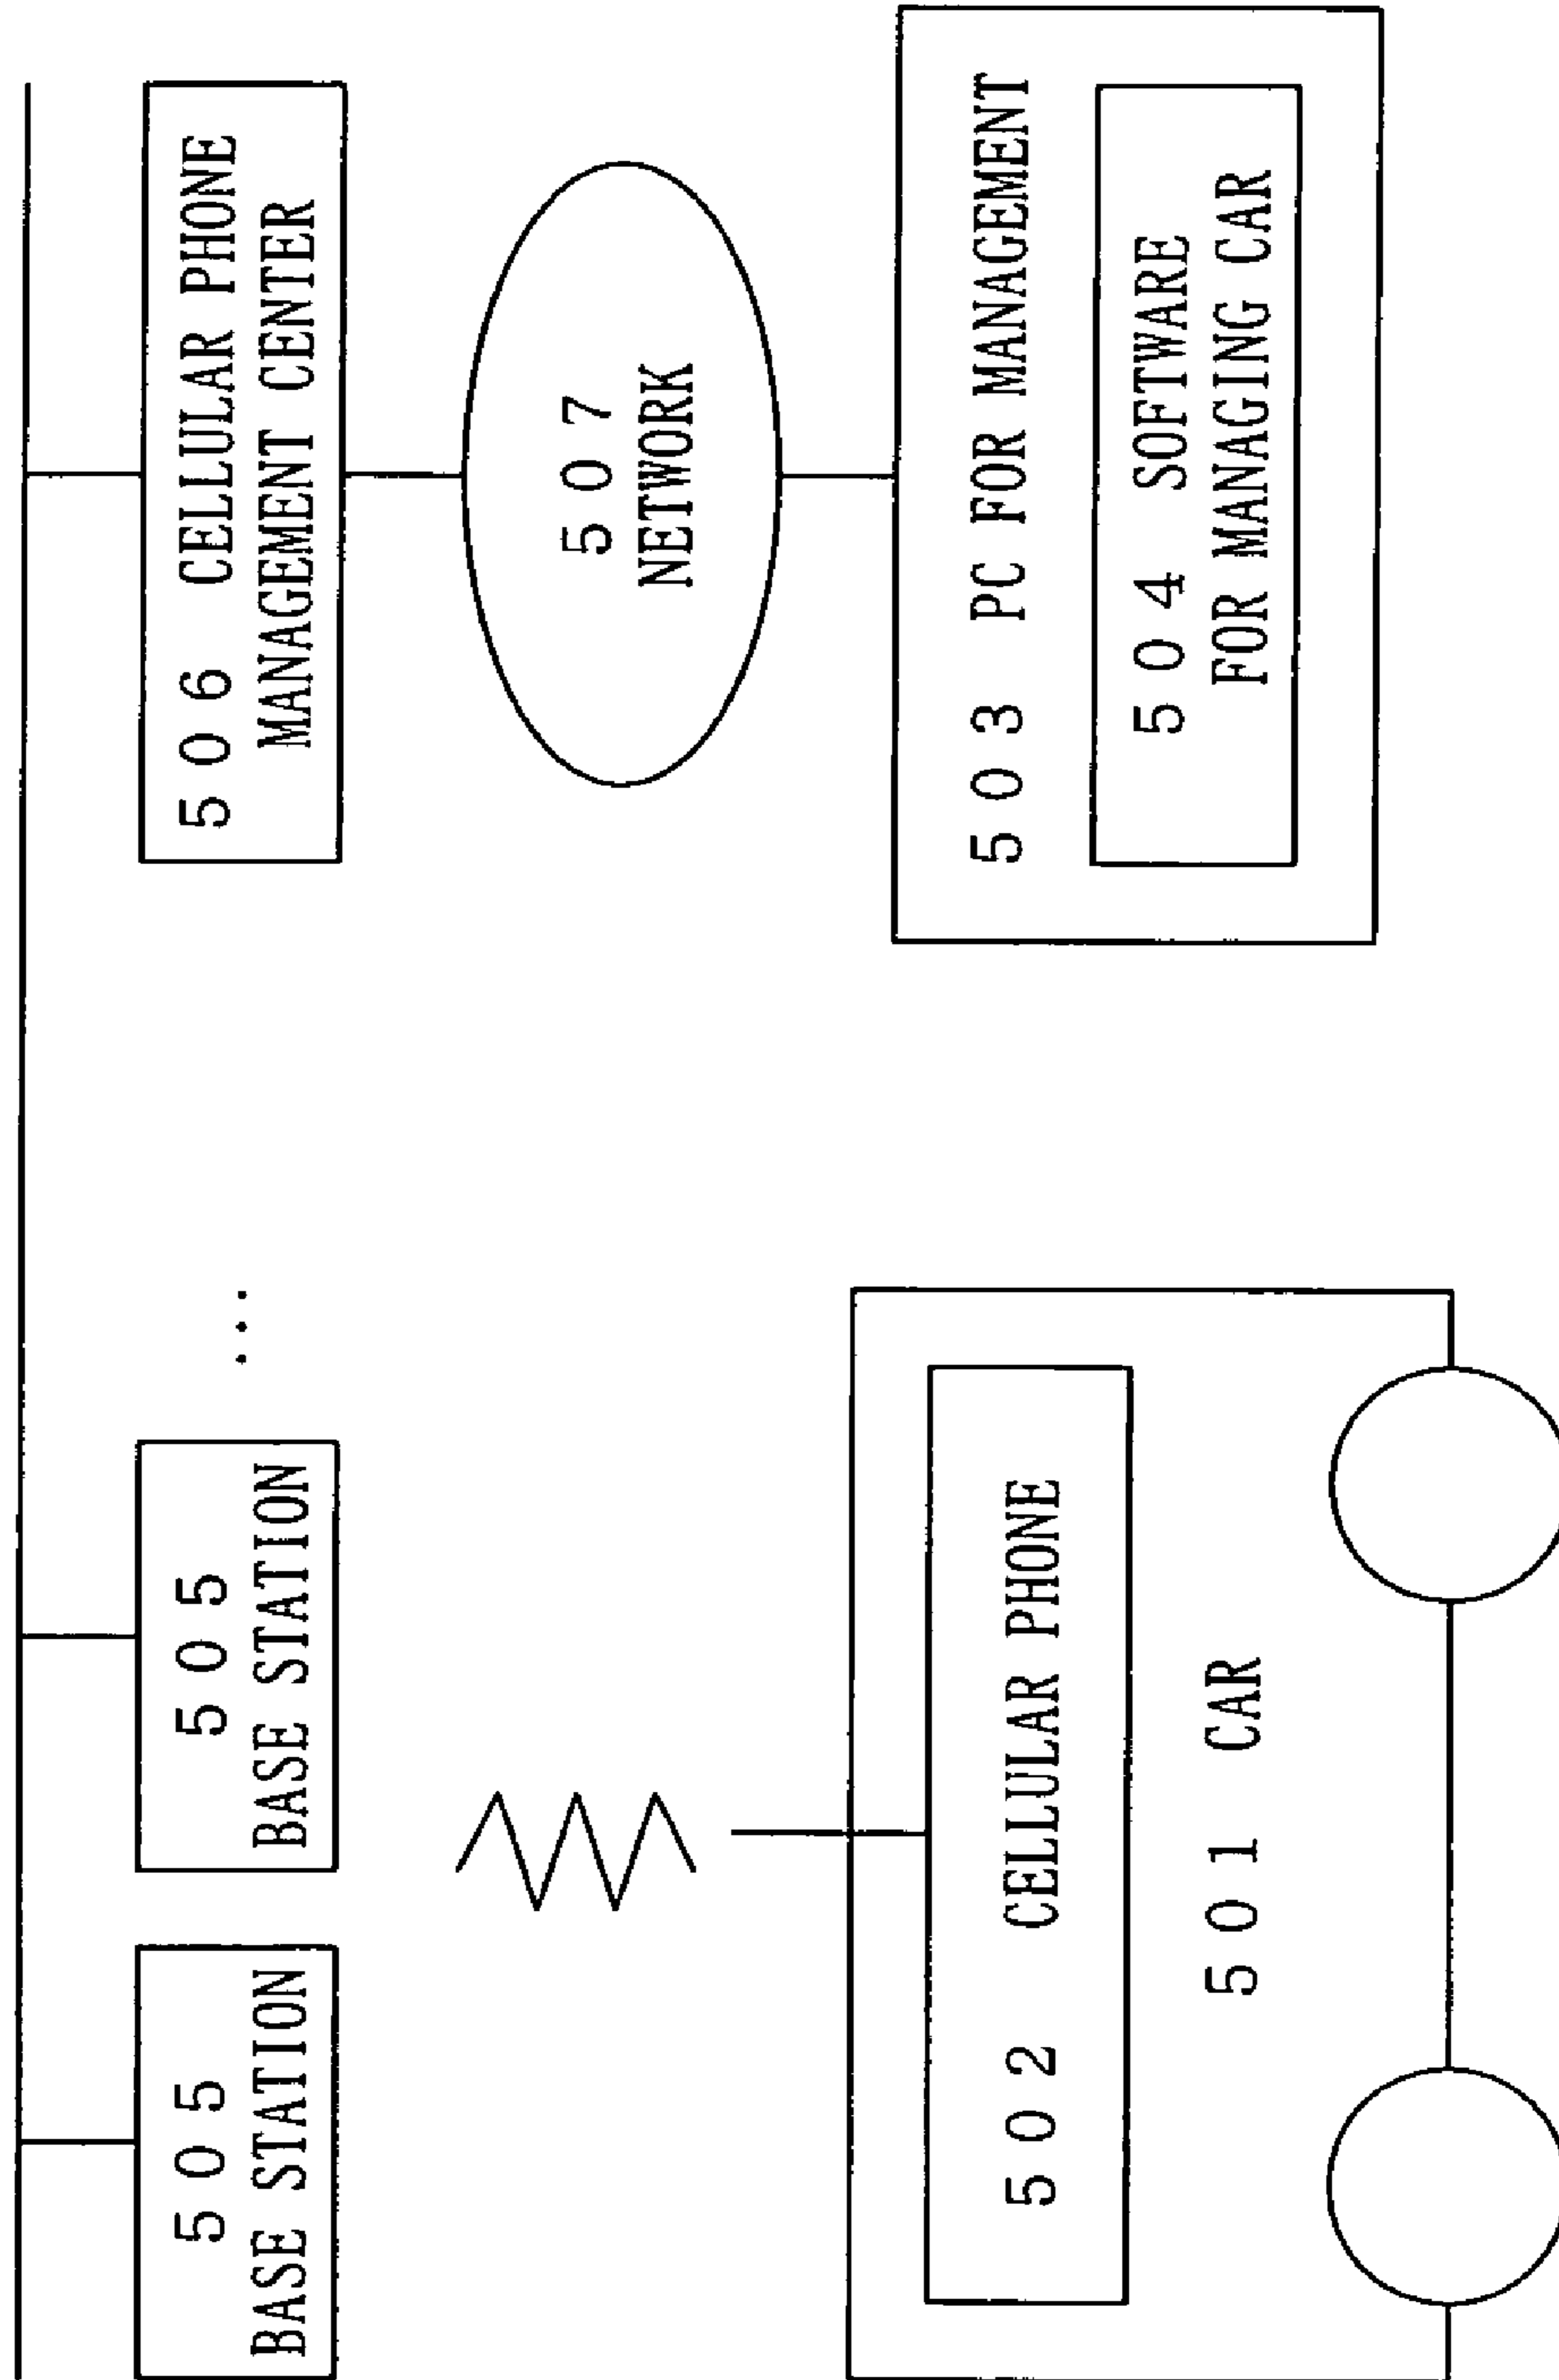 505
BASE STATION
505
BASE STATION
...
506 CELLULAR PHONE
MANAGEMENT CENTER
507
NETWORK
502 CELLULAR PHONE
501 CAR
503 PC FOR MANAGEMENT
504 SOFTWARE
FOR MANAGING CAR